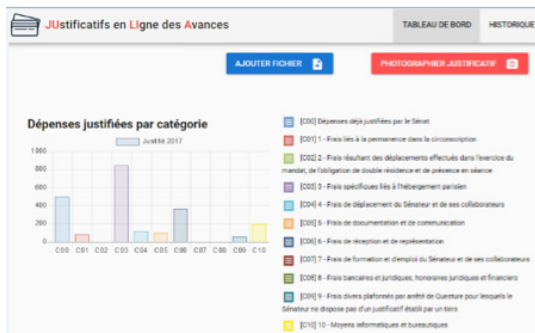 JUstificatifs en LIgne des Avances
TABLEAU DE BORD
HISTORIQUE
AJOUTER FICHIER
PHOTOGRAPHIER JUSTIFICATIF
Dépenses justifiées par catégorie
Justifié 2017
1 000
800
600
400
200
0
C00 C01 C02 C03 C04 C05 C06 C07 C08 C09 C10
[C00] Dépenses déjà justifiées par le Sénat
[C01] 1 - Frais liés à la permanence dans la circonscription
[C02] 2 - Frais résultant des déplacements effectués dans l'exercice du
mandat, de l'obligation de double résidence et de présence en séance
[C03] 3 - Frais spécifiques liés à l'hébergement parisien
[C04] 4 - Frais de déplacement du Sénateur et de ses collaborateurs
[C05] 5 - Frais de documentation et de communication
[C06] 6 - Frais de réception et de représentation
[C07] 7 - Frais de formation et d'emploi du Sénateur et de ses collaborateurs
[C08] 8 - Frais bancaires et juridiques, honoraires juridiques et financiers
[C09] 9 - Frais divers plafonnés par arrêté de Questure pour lesquels le
Sénateur ne dispose pas d'un justificatif établi par un tiers
[C10] 10 - Moyens informatiques et bureautiques